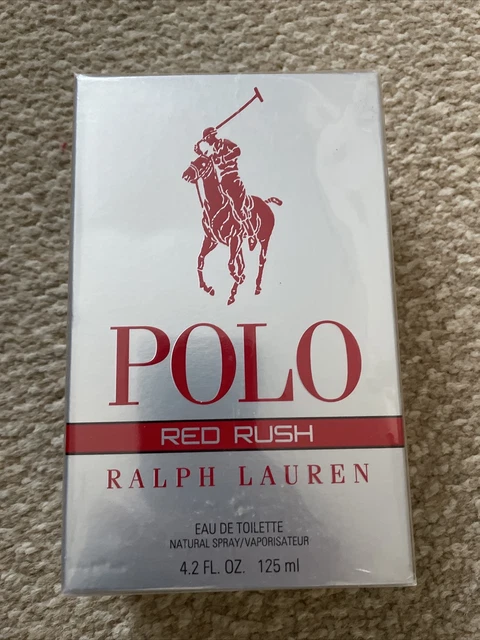 POLO
RED RUSH
RALPH LAUREN
EAU DE TOILETTE
NATURAL SPRAY/VAPORISATEUR
4.2 FL. OZ. 125 ml